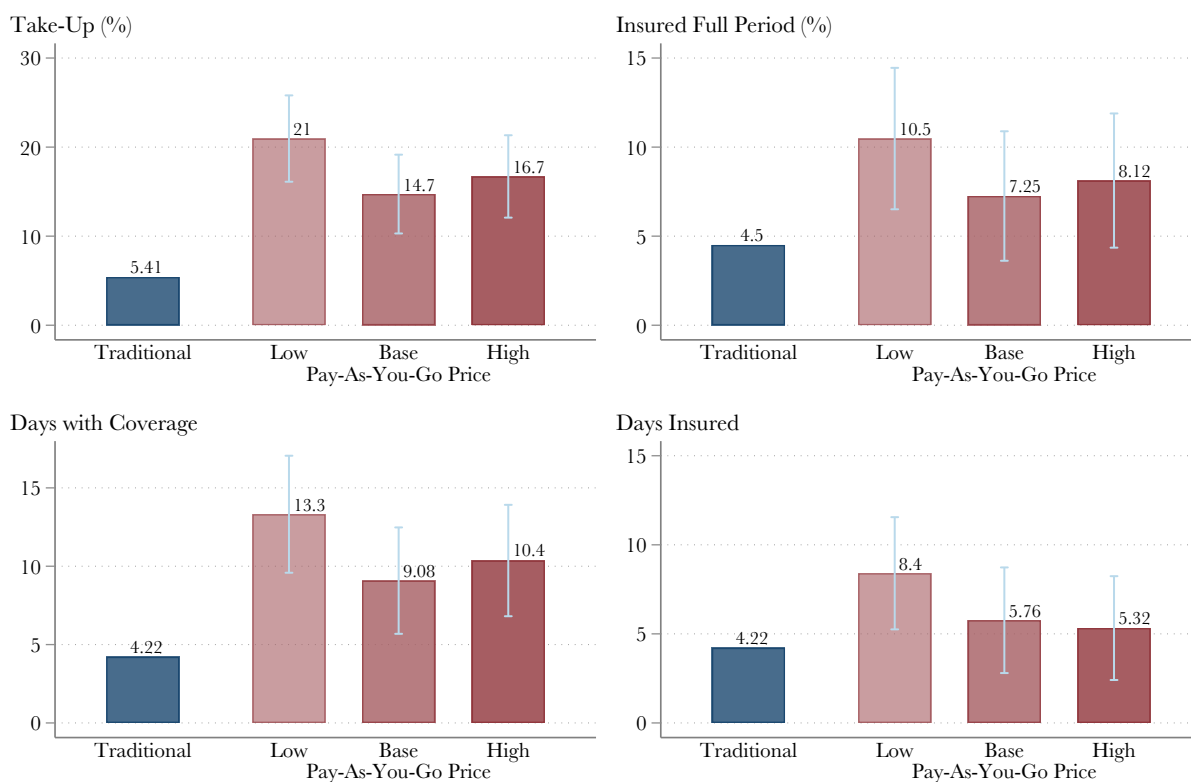 Take-Up (%)
30
20
10
0
5.41
21
14.7
16.7
Traditional Low Base High
Pay-As-You-Go Price
Insured Full Period (%)
15
10
5
0
4.5
10.5
7.25
8.12
Traditional Low Base High
Pay-As-You-Go Price
Days with Coverage
15
10
5
0
4.22
13.3
9.08
10.4
Traditional Low Base High
Pay-As-You-Go Price
Days Insured
15
10
5
0
4.22
8.4
5.76
5.32
Traditional Low Base High
Pay-As-You-Go Price